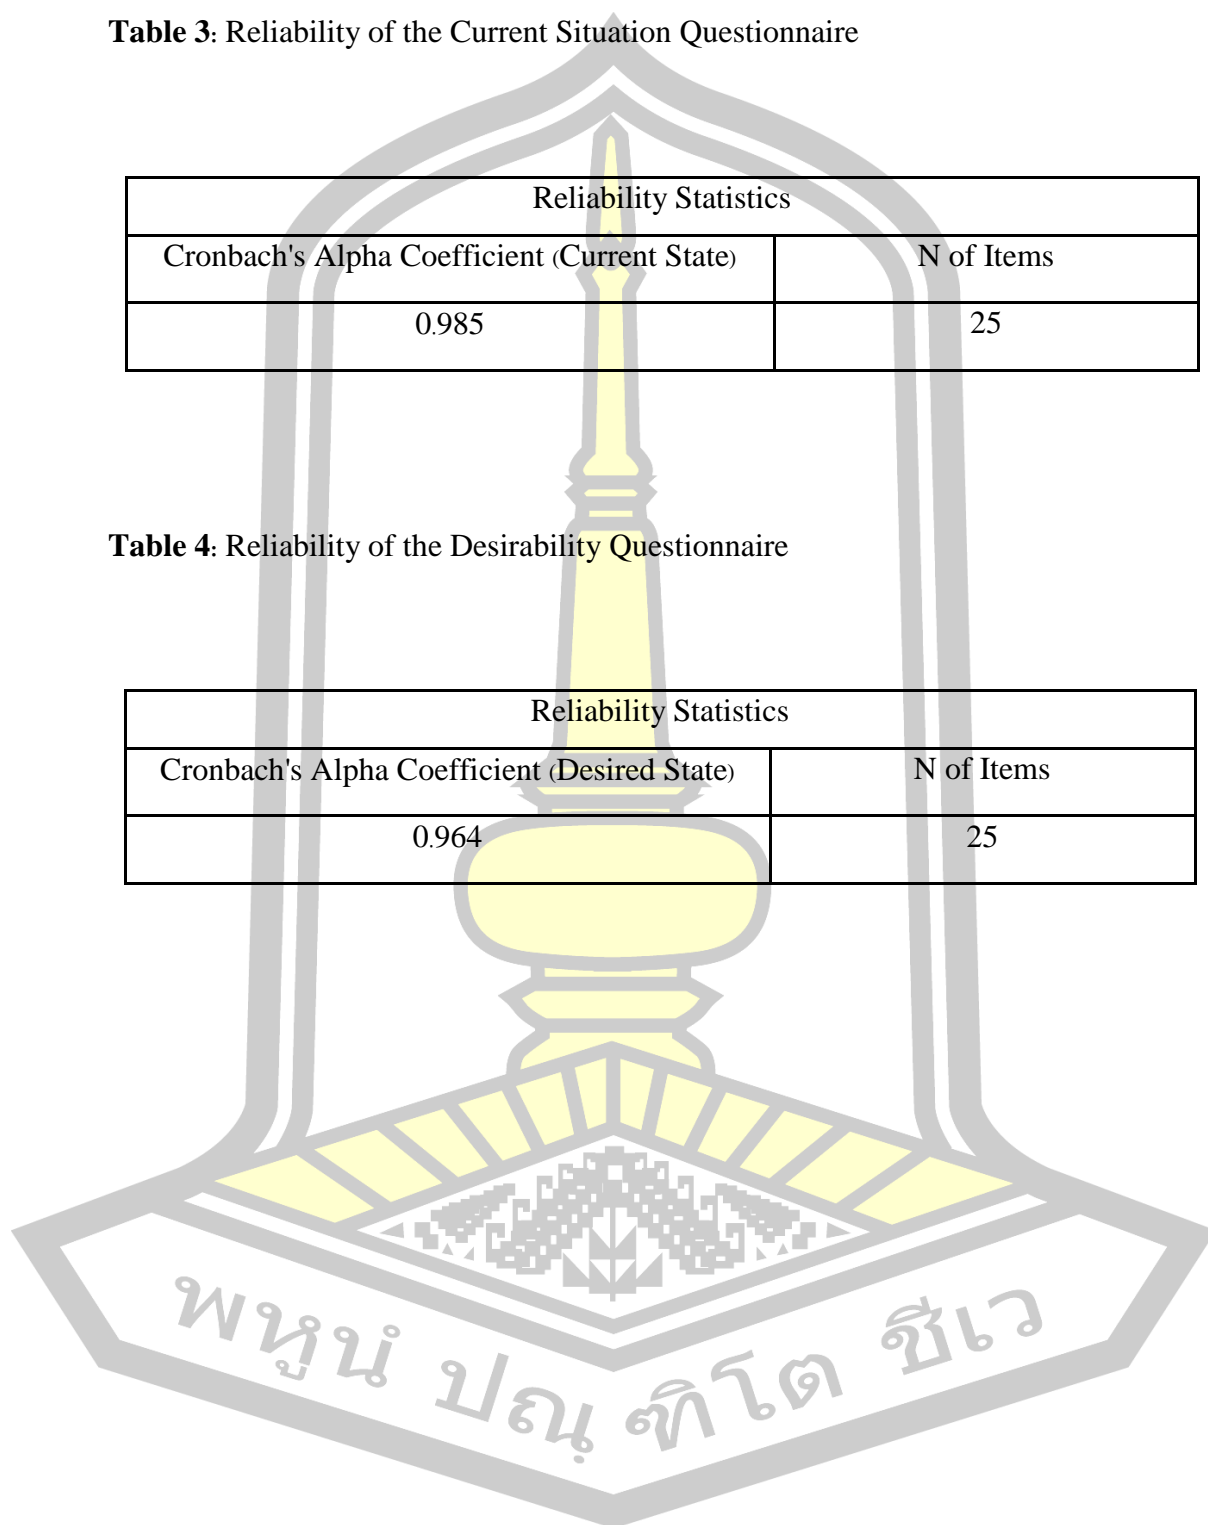 Table 3: Reliability of the Current Situation Questionnaire
Reliability Statistics
Cronbach's Alpha Coefficient (Current State) N of Items
0.985 25
Table 4: Reliability of the Desirability Questionnaire
Reliability Statistics
Cronbach's Alpha Coefficient (Desired State) N of Items
0.964 25
พหูนํ ปณฺฑิโต ชีเว